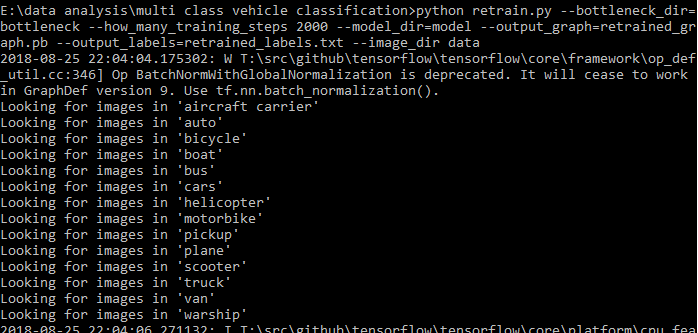 E:\data analysis\multi class vehicle classification>python retrain.py --bottleneck_dir=
bottleneck --how_many_training_steps 2000 --model_dir=model --output_graph=retrained_gr
aph.pb --output_labels=retrained_labels.txt --image_dir data
2018-08-25 22:04:04.175302: W T:\src\github\tensorflow\tensorflow\core\framework\op_def
_util.cc:346] Op BatchNormWithGlobalNormalization is deprecated. It will cease to work
in GraphDef version 9. Use tf.nn.batch_normalization().
Looking for images in 'aircraft carrier'
Looking for images in 'auto'
Looking for images in 'bicycle'
Looking for images in 'boat'
Looking for images in 'bus'
Looking for images in 'cars'
Looking for images in 'helicopter'
Looking for images in 'motorbike'
Looking for images in 'pickup'
Looking for images in 'plane'
Looking for images in 'scooter'
Looking for images in 'truck'
Looking for images in 'van'
Looking for images in 'warship'
2018-08-25 22:04:06.271132: I T:\src\github\tensorflow\tensorflow\core\platform\cpu_fea